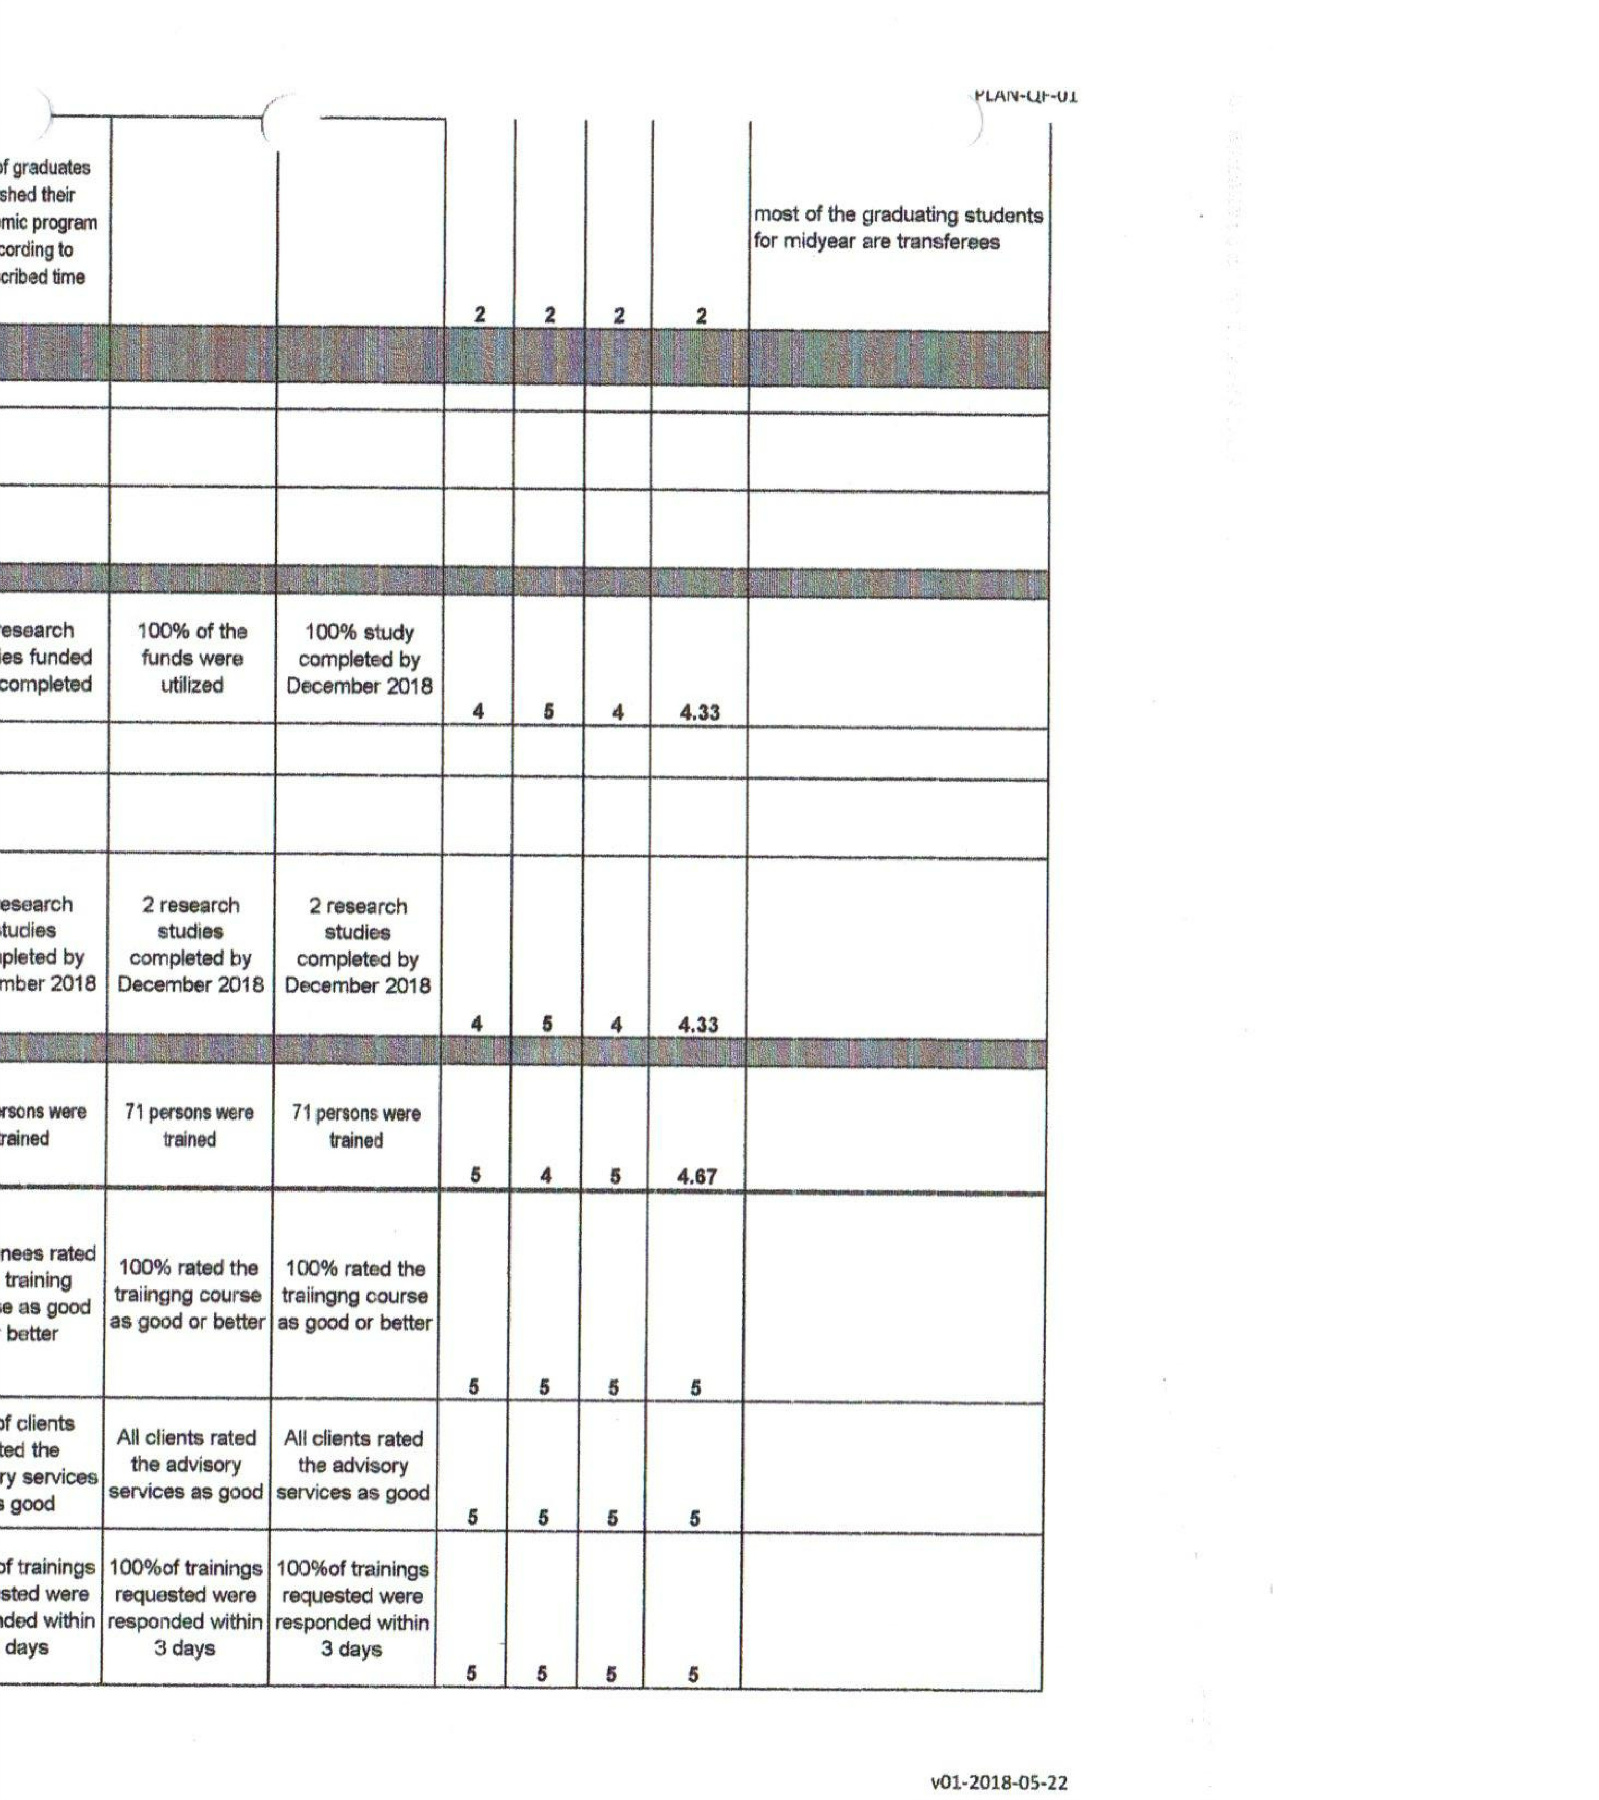 PLAN-QF-01
of graduates
shed their
mic program
cording to
cribed time
most of the graduating students
for midyear are transferees
2 2 2 2
esearch
ies funded
completed
100% of the
funds were
utilized
100% study
completed by
December 2018
4 5 4 4.33
esearch
tudies
pleted by
mber 2018
2 research
studies
completed by
December 2018
2 research
studies
completed by
December 2018
4 5 4 4.33
rsons were
rained
71 persons were
trained
71 persons were
trained
5 4 5 4.67
nees rated
training
se as good
better
100% rated the
traiingng course
as good or better
100% rated the
traiingng course
as good or better
5 5 5 5
of clients
ted the
ry services
s good
All clients rated
the advisory
services as good
All clients rated
the advisory
services as good
5 5 5 5
of trainings
sted were
nded within
days
100%of trainings
requested were
responded within
3 days
100%of trainings
requested were
responded within
3 days
5 5 5 5
v01-2018-05-22